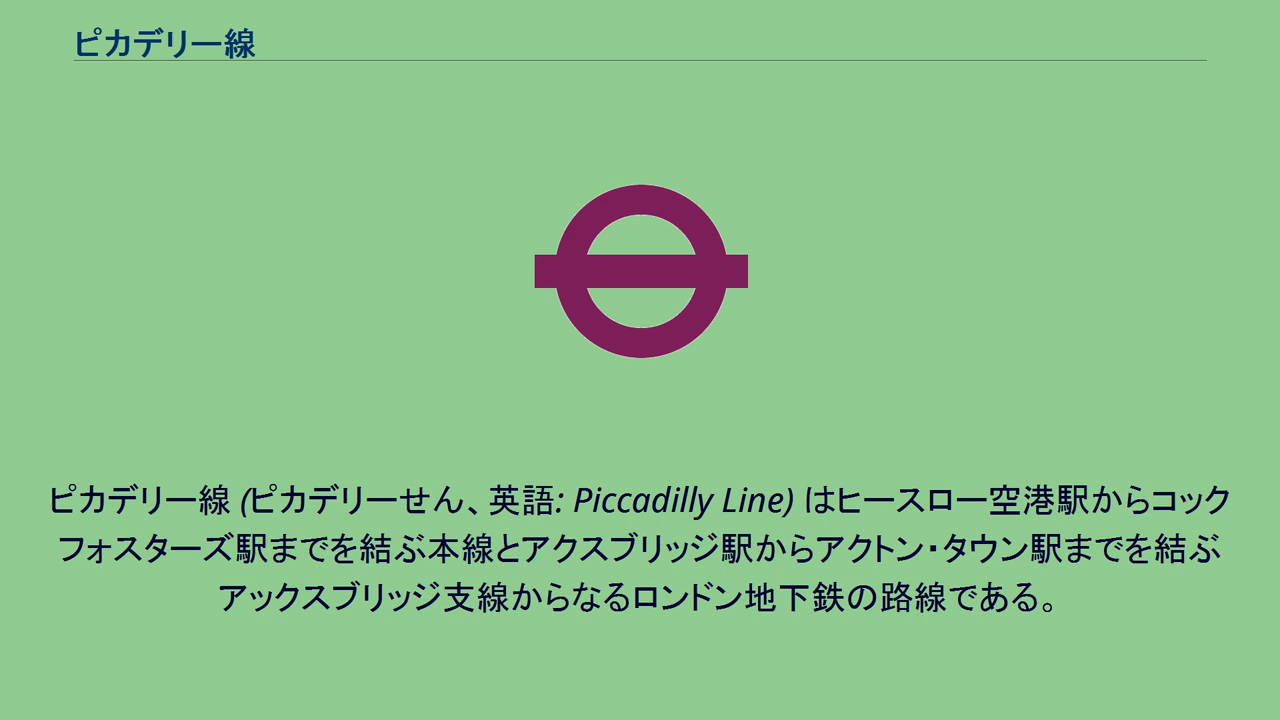 ピカデリー線
ピカデリー線 (ピカデリーせん、英語: Piccadilly Line) はヒースロー空港駅からコック
フォスターズ駅までを結ぶ本線とアクスブリッジ駅からアクトン・タウン駅までを結ぶ
アックスブリッジ支線からなるロンドン地下鉄の路線である。